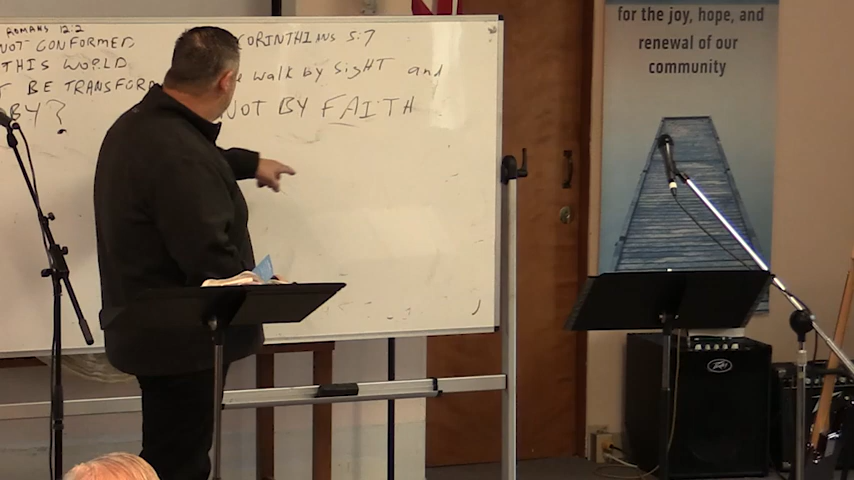 ROMANS 12:2
NOT CONFORMED
THIS WORLD
BE TRANSFOR
BY?
CORINTHIANS 5:7
WALK BY SIGHT and
NOT BY FAITH
for the joy, hope, and
renewal of our
community
PEAVEY